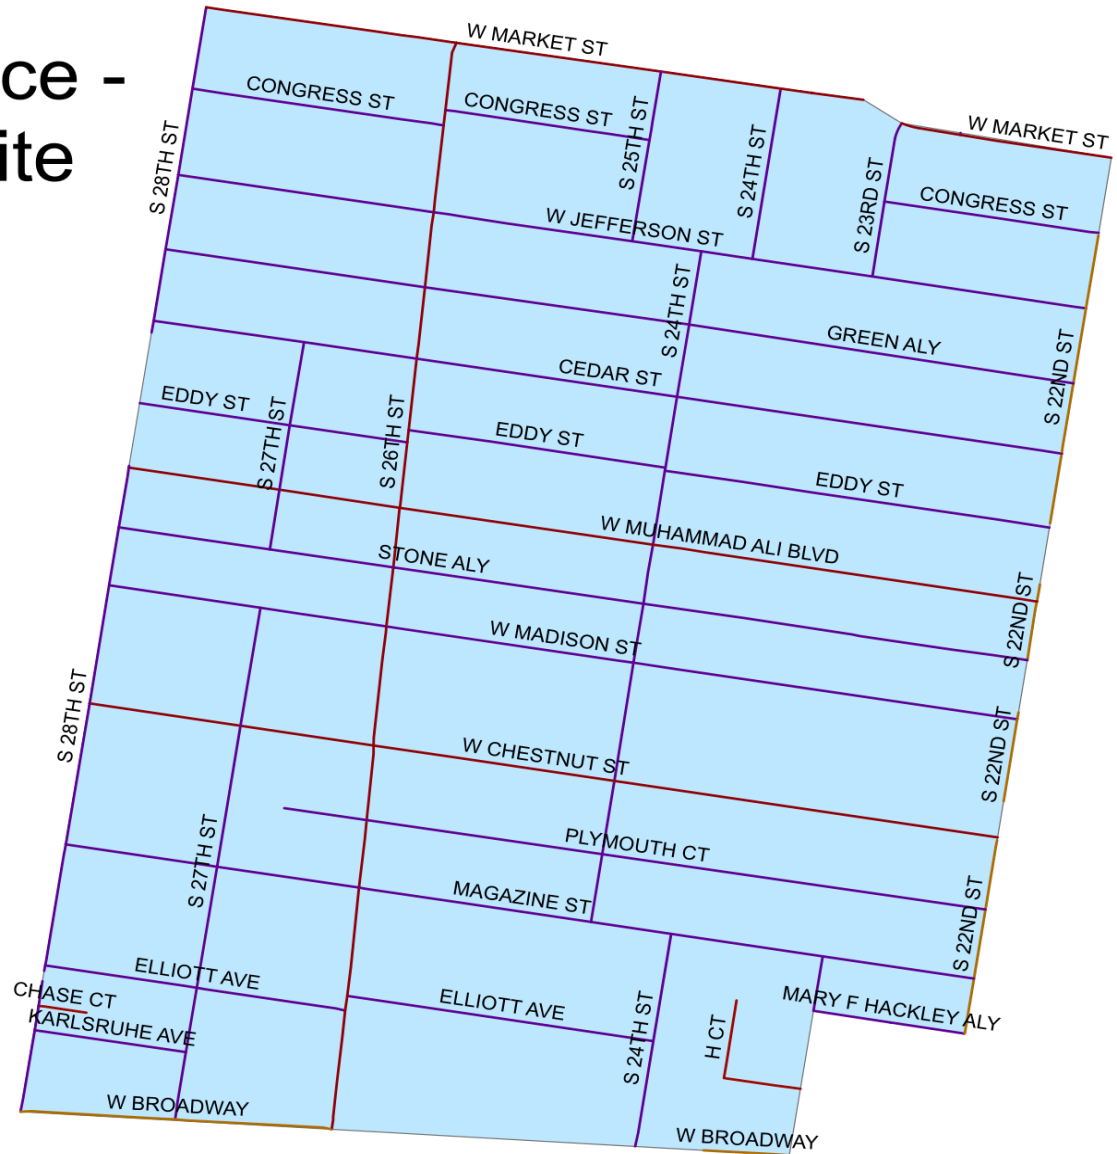 ce -
ite
W MARKET ST
CONGRESS ST
CONGRESS ST
S 25TH ST
S 24TH ST
W MARKET ST
S 28TH ST
S 23RD ST
CONGRESS ST
W JEFFERSON ST
S 24TH ST
GREEN ALY
CEDAR ST
S 22ND ST
EDDY ST
S 27TH ST
S 26TH ST
EDDY ST
EDDY ST
W MUHAMMAD ALI BLVD
STONE ALY
S 22ND ST
W MADISON ST
S 28TH ST
W CHESTNUT ST
S 22ND ST
PLYMOUTH CT
S 27TH ST
MAGAZINE ST
S 22ND ST
ELLIOTT AVE
CHASE CT
ELLIOTT AVE
MARY F HACKLEY ALY
KARLSRUHE AVE
S 24TH ST
H CT
W BROADWAY
W BROADWAY